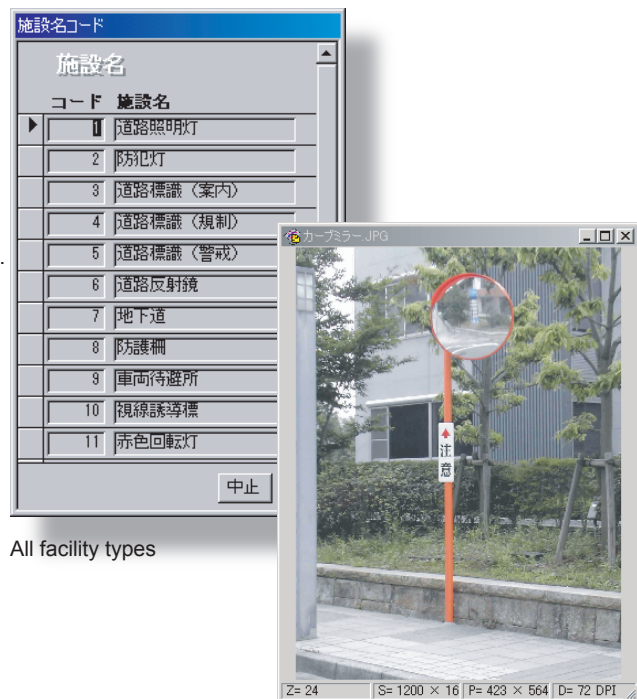 施設名コード
施設名
コード 施設名
1 道路照明灯
2 防犯灯
3 道路標識（案内）
4 道路標識（規制）
5 道路標識（警戒）
6 道路反射鏡
7 地下道
8 防護柵
9 車両待避所
10 視線誘導標
11 赤色回転灯
中止
All facility types
.
カーブミラー.JPG
注意
Z= 24 S= 1200 × 16 P= 423 × 564 D= 72 DPI